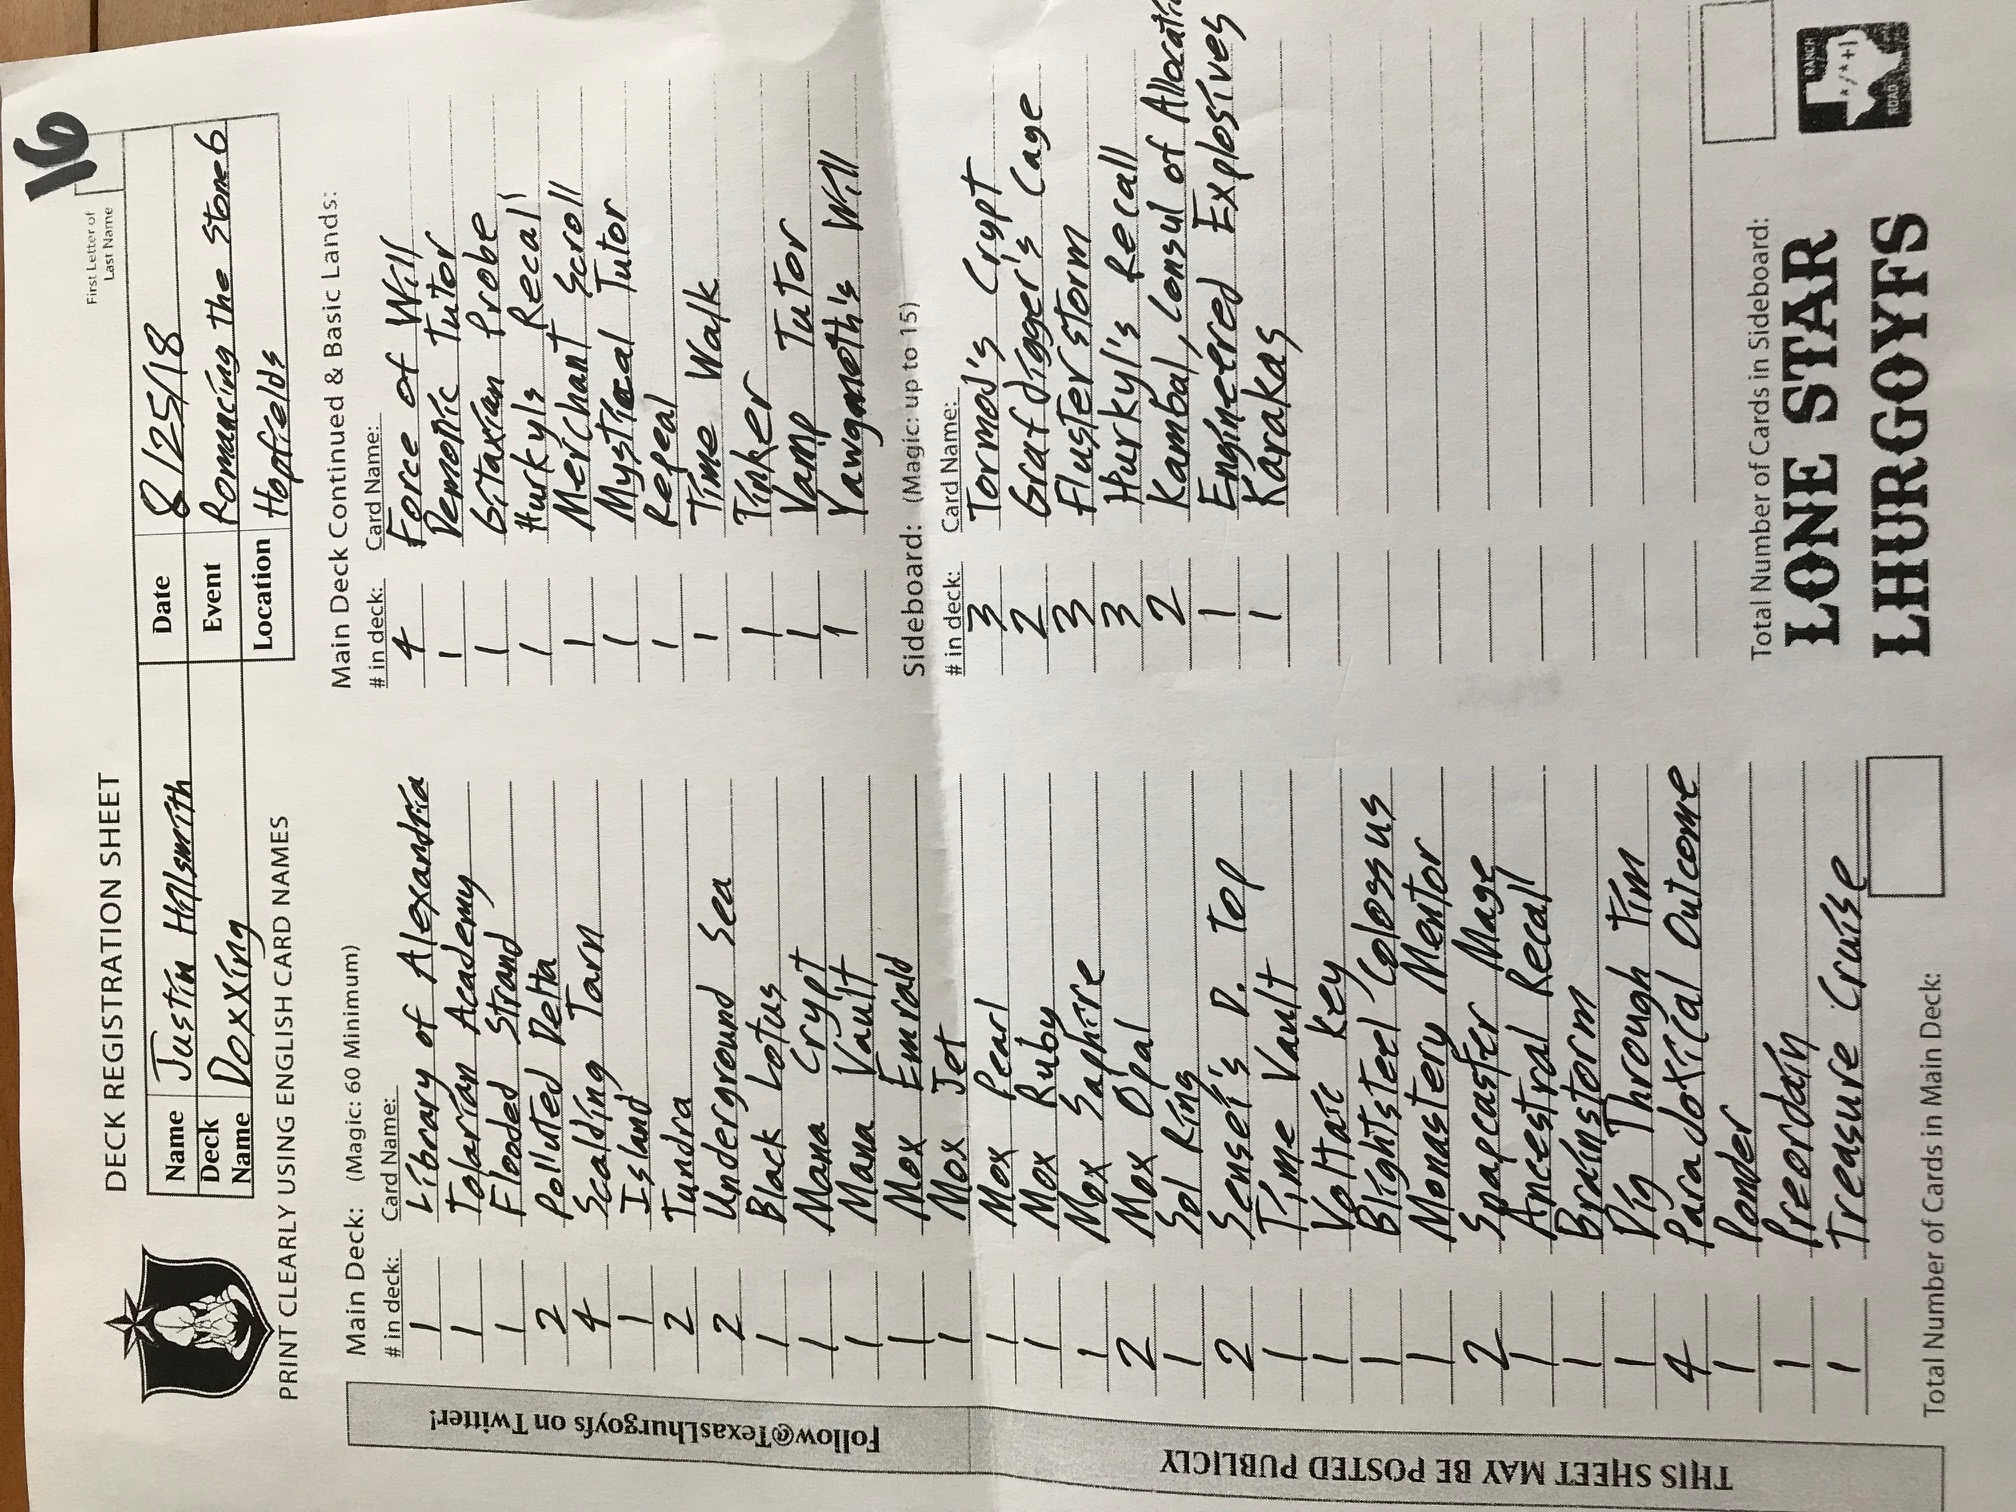 16
First Letter of
Last Name
DECK REGISTRATION SHEET
Name Justin Hillsmith
Deck
Name Doxxing
Date 8/25/18
Event Romancing the Stone 6
Location Hopfields
PRINT CLEARLY USING ENGLISH CARD NAMES
Follow@TexasLhurgoyfs on Twitter!
THIS SHEET MAY BE POSTED PUBLICLY
Main Deck: (Magic: 60 Minimum)
# in deck: Card Name:
1 Library of Alexandria
1 Tolarian Academy
1 Flooded Strand
2 Polluted Delta
4 Scalding Tarn
1 Island
2 Tundra
2 Underground Sea
1 Black Lotus
1 Mana Crypt
1 Mana Vault
1 Mox Emrald
1 Mox Jet
1 Mox Pearl
1 Mox Ruby
1 Mox Saphire
2 Mox Opal
1 Sol Ring
2 Sensei's D. Top
1 Time Vault
1 Voltaic Key
1 Blightsteel Colossus
1 Monastery Mentor
2 Snapcaster Mage
1 Ancestral Recall
1 Brainstorm
1 Dig Through Tim
4 Paradoxical Outcome
1 Ponder
1 Preordain
1 Treasure Cruise
Total Number of Cards in Main Deck:
Main Deck Continued & Basic Lands:
# in deck: Card Name:
4 Force of Will
1 Demonic Tutor
1 Gitaxian Probe
1 Hurkyls Recall
1 Merchant Scroll
1 Mystical Tutor
1 Repeal
1 Time Walk
1 Tinker
1 Vamp Tutor
1 Yawgmoth's Will
Sideboard: (Magic: up to 15)
# in deck: Card Name:
3 Tormod's Crypt
2 Grafdigger's Cage
3 Flusterstorm
3 Hurkyl's Recall
2 Kambal, Consul of Allocati
1 Engineered Explosives
1 Karakas
Total Number of Cards in Sideboard:
LONE STAR
LHURGOYFS
RANCH
*/*+1
ROAD